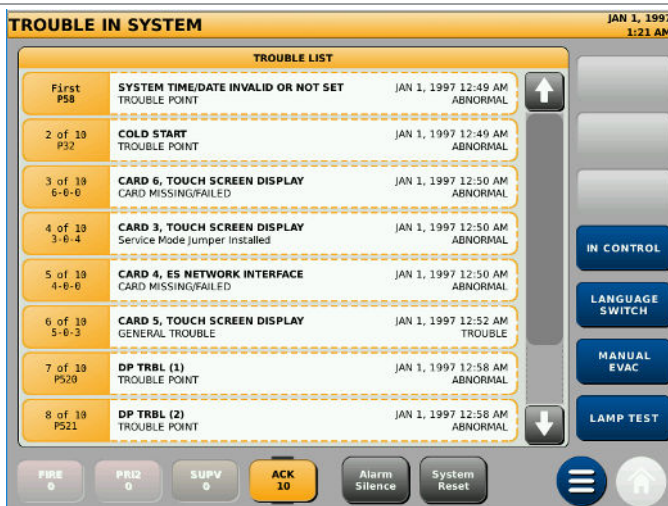 TROUBLE IN SYSTEM
JAN 1, 1997
1:21 AM
TROUBLE LIST
First
P58
SYSTEM TIME/DATE INVALID OR NOT SET
TROUBLE POINT
JAN 1, 1997 12:49 AM
ABNORMAL
2 of 10
P32
COLD START
TROUBLE POINT
JAN 1, 1997 12:49 AM
ABNORMAL
3 of 10
6-0-0
CARD 6, TOUCH SCREEN DISPLAY
CARD MISSING/FAILED
JAN 1, 1997 12:50 AM
ABNORMAL
4 of 10
3-0-4
CARD 3, TOUCH SCREEN DISPLAY
Service Mode Jumper Installed
JAN 1, 1997 12:50 AM
ABNORMAL
5 of 10
4-0-0
CARD 4, ES NETWORK INTERFACE
CARD MISSING/FAILED
JAN 1, 1997 12:50 AM
ABNORMAL
6 of 10
5-0-3
CARD 5, TOUCH SCREEN DISPLAY
GENERAL TROUBLE
JAN 1, 1997 12:52 AM
TROUBLE
7 of 10
P520
DP TRBL (1)
TROUBLE POINT
JAN 1, 1997 12:58 AM
ABNORMAL
8 of 10
P521
DP TRBL (2)
TROUBLE POINT
JAN 1, 1997 12:58 AM
ABNORMAL
IN CONTROL
LANGUAGE
SWITCH
MANUAL
EVAC
LAMP TEST
FIRE
0
PRI2
0
SUPV
0
ACK
10
Alarm
Silence
System
Reset